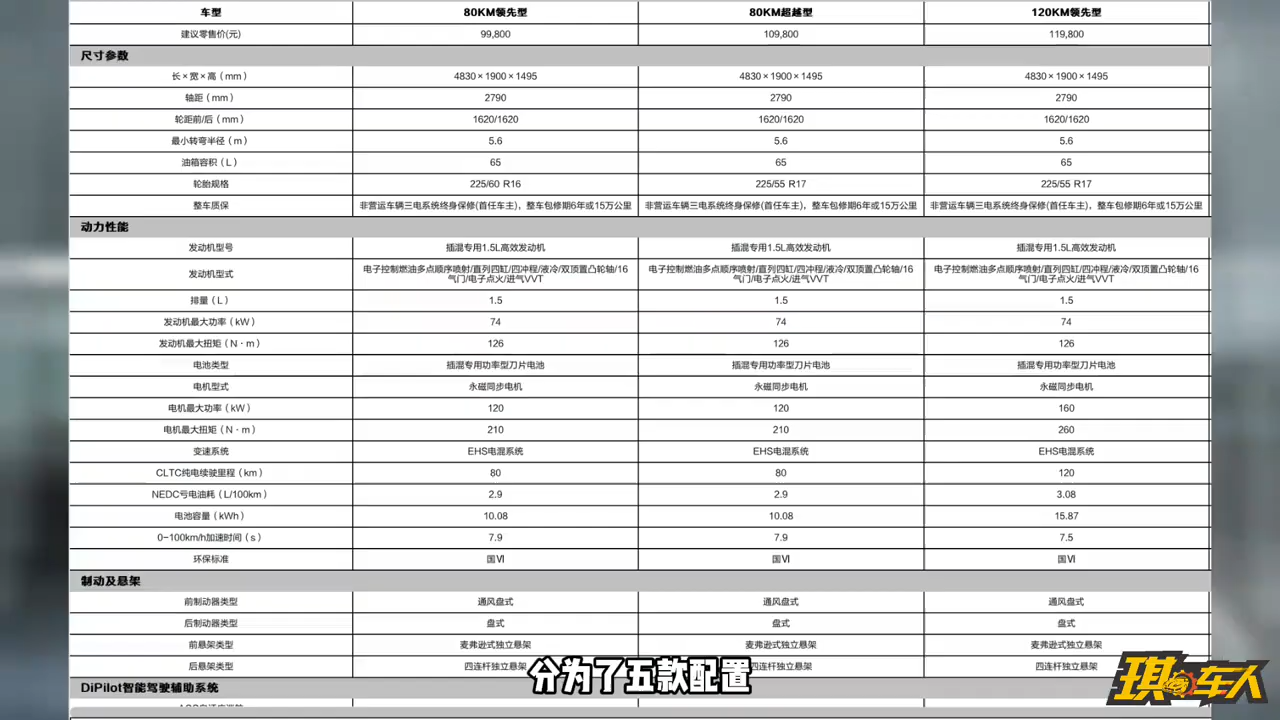 车型 80KM领先型 80KM超越型 120KM领先型
建议零售价(元) 99,800 109,800 119,800
尺寸参数
长×宽×高(mm) 4830×1900×1495 4830×1900×1495 4830×1900×1495
轴距(mm) 2790 2790 2790
轮距前/后(mm) 1620/1620 1620/1620 1620/1620
最小转弯半径(m) 5.6 5.6 5.6
油箱容积(L) 65 65 65
轮胎规格 225/60 R16 225/55 R17 225/55 R17
整车质保 非营运车辆三电系统终身保修(首任车主)，整车包修期6年或15万公里 非营运车辆三电系统终身保修(首任车主)，整车包修期6年或15万公里 非营运车辆三电系统终身保修(首任车主)，整车包修期6年或15万公里
动力性能
发动机型号 插混专用1.5L高效发动机 插混专用1.5L高效发动机 插混专用1.5L高效发动机
发动机型式 电子控制燃油多点顺序喷射/直列四缸/四冲程/液冷/双顶置凸轮轴/16气门/电子点火/进气VVT 电子控制燃油多点顺序喷射/直列四缸/四冲程/液冷/双顶置凸轮轴/16气门/电子点火/进气VVT 电子控制燃油多点顺序喷射/直列四缸/四冲程/液冷/双顶置凸轮轴/16气门/电子点火/进气VVT
排量(L) 1.5 1.5 1.5
发动机最大功率(kW) 74 74 74
发动机最大扭矩(N·m) 126 126 126
电池类型 插混专用功率型刀片电池 插混专用功率型刀片电池 插混专用功率型刀片电池
电机型式 永磁同步电机 永磁同步电机 永磁同步电机
电机最大功率(kW) 120 120 160
电机最大扭矩(N·m) 210 210 260
变速系统 EHS电混系统 EHS电混系统 EHS电混系统
CLTC纯电续驶里程(km) 80 80 120
NEDC亏电油耗(L/100km) 2.9 2.9 3.08
电池容量(kWh) 10.08 10.08 15.87
0-100km/h加速时间(s) 7.9 7.9 7.5
环保标准 国Ⅵ 国Ⅵ 国Ⅵ
制动及悬架
前制动器类型 通风盘式 通风盘式 通风盘式
后制动器类型 盘式 盘式 盘式
前悬架类型 麦弗逊式独立悬架 麦弗逊式独立悬架 麦弗逊式独立悬架
后悬架类型 四连杆独立悬架 四连杆独立悬架 四连杆独立悬架
分为了五款配置
DiPilot智能驾驶辅助系统
琪车人